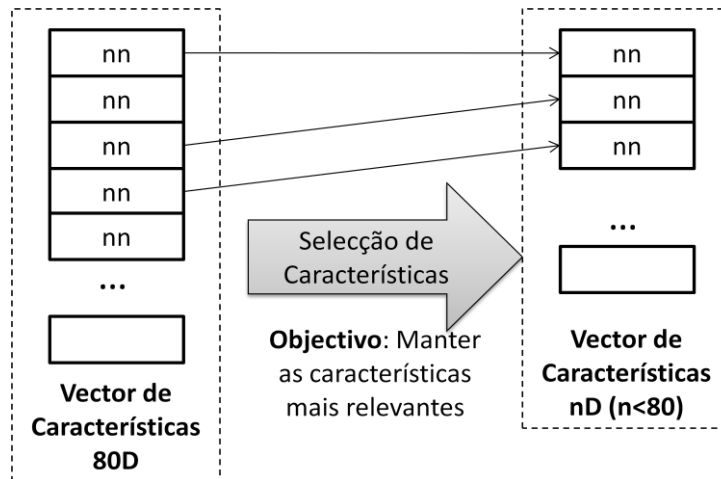 nn
nn
nn
nn
nn
...
Vector de
Características
80D
Selecção de
Características
Objectivo: Manter
as características
mais relevantes
nn
nn
nn
...
Vector de
Características
nD (n<80)